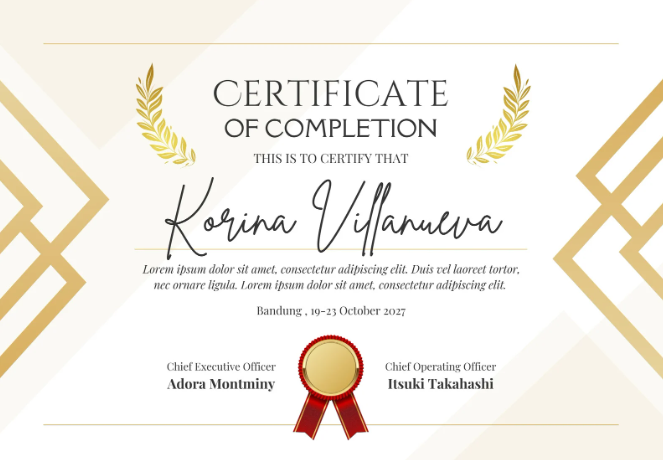 CERTIFICATE
OF COMPLETION
THIS IS TO CERTIFY THAT
Korina Villanueva
Lorem ipsum dolor sit amet, consectetur adipiscing elit. Duis vel laoreet tortor,
nec ornare ligula. Lorem ipsum dolor sit amet, consectetur adipiscing elit.
Bandung , 19-23 October 2027
Chief Executive Officer
Adora Montminy
Chief Operating Officer
Itsuki Takahashi